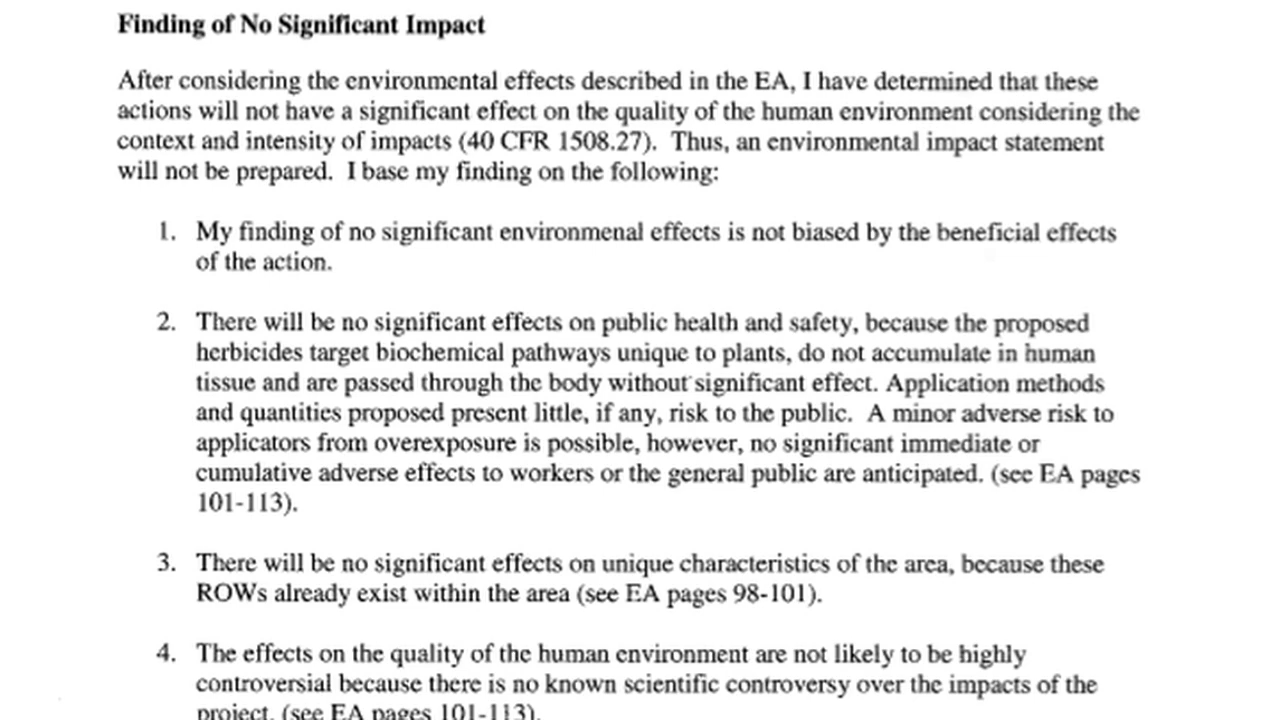 Finding of No Significant Impact
After considering the environmental effects described in the EA, I have determined that these
actions will not have a significant effect on the quality of the human environment considering the
context and intensity of impacts (40 CFR 1508.27).  Thus, an environmental impact statement
will not be prepared.  I base my finding on the following:
1. My finding of no significant environmenal effects is not biased by the beneficial effects
of the action.
2. There will be no significant effects on public health and safety, because the proposed
herbicides target biochemical pathways unique to plants, do not accumulate in human
tissue and are passed through the body without significant effect. Application methods
and quantities proposed present little, if any, risk to the public.  A minor adverse risk to
applicators from overexposure is possible, however, no significant immediate or
cumulative adverse effects to workers or the general public are anticipated. (see EA pages
101-113).
3. There will be no significant effects on unique characteristics of the area, because these
ROWs already exist within the area (see EA pages 98-101).
4. The effects on the quality of the human environment are not likely to be highly
controversial because there is no known scientific controversy over the impacts of the
project. (see EA pages 101-113).